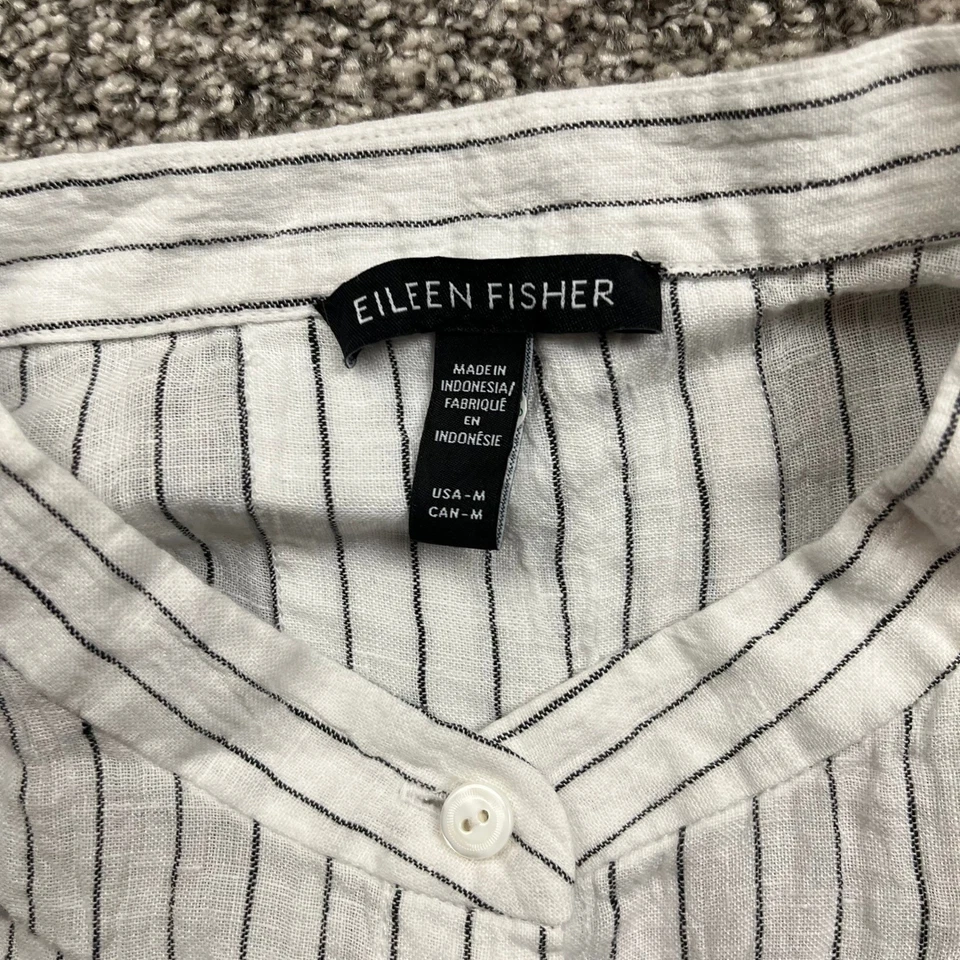 EILEEN FISHER
MADE IN
INDONESIA/
FABRIQUÉ
EN
INDONÉSIE
USA-M
CAN-M